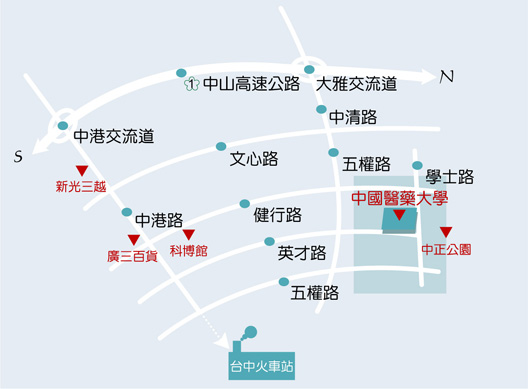 N
1 中山高速公路
大雅交流道
中清路
中港交流道
S
文心路
五權路
學士路
新光三越
中國醫藥大學
中港路
健行路
廣三百貨
科博館
英才路
中正公園
五權路
台中火車站